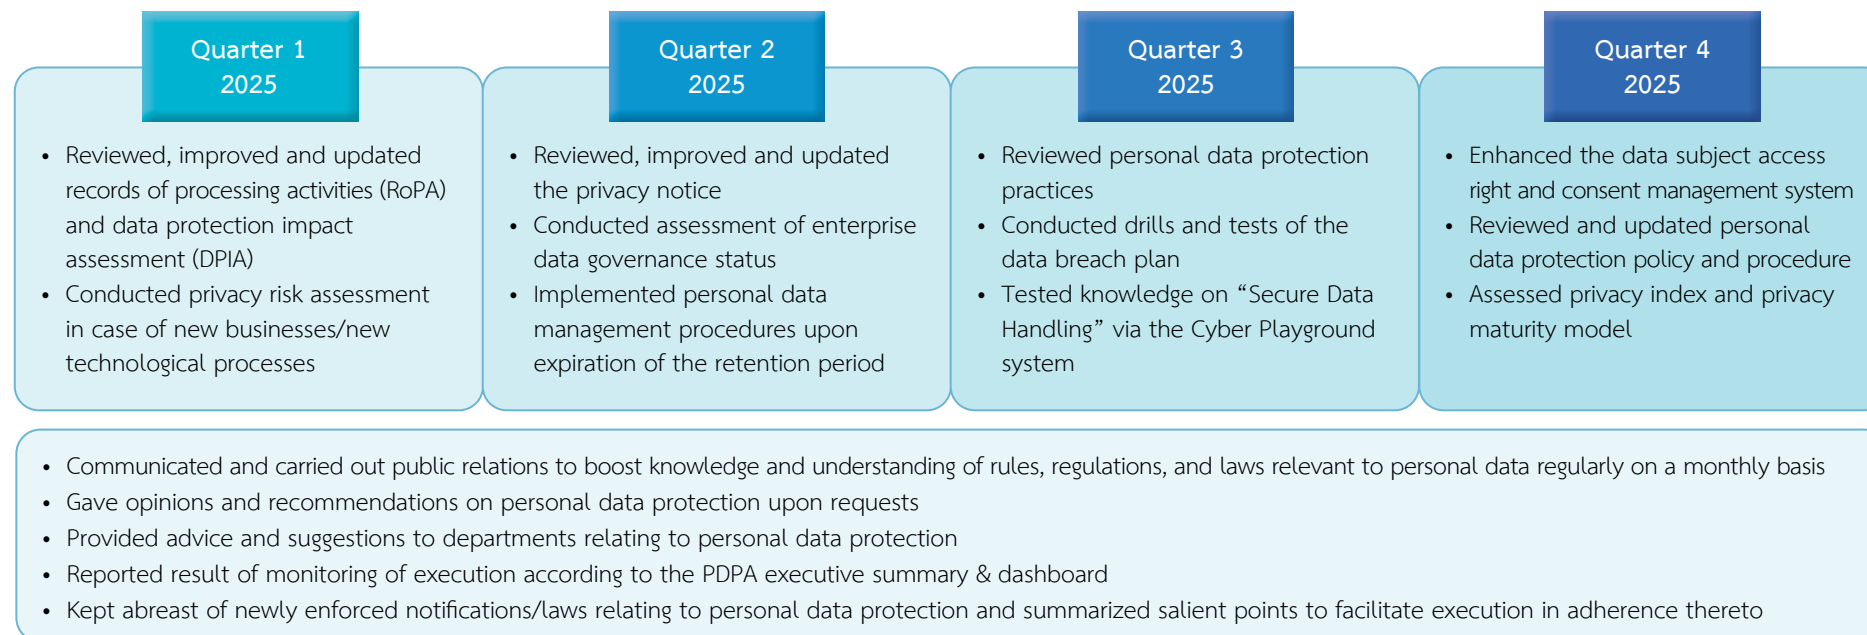 Quarter 1
2025
• Reviewed, improved and updated
records of processing activities (RoPA)
and data protection impact
assessment (DPIA)
• Conducted privacy risk assessment
in case of new businesses/new
technological processes
Quarter 2
2025
• Reviewed, improved and updated
the privacy notice
• Conducted assessment of enterprise
data governance status
• Implemented personal data
management procedures upon
expiration of the retention period
Quarter 3
2025
• Reviewed personal data protection
practices
• Conducted drills and tests of the
data breach plan
• Tested knowledge on “Secure Data
Handling” via the Cyber Playground
system
Quarter 4
2025
• Enhanced the data subject access
right and consent management system
• Reviewed and updated personal
data protection policy and procedure
• Assessed privacy index and privacy
maturity model
• Communicated and carried out public relations to boost knowledge and understanding of rules, regulations, and laws relevant to personal data regularly on a monthly basis
• Gave opinions and recommendations on personal data protection upon requests
• Provided advice and suggestions to departments relating to personal data protection
• Reported result of monitoring of execution according to the PDPA executive summary & dashboard
• Kept abreast of newly enforced notifications/laws relating to personal data protection and summarized salient points to facilitate execution in adherence thereto